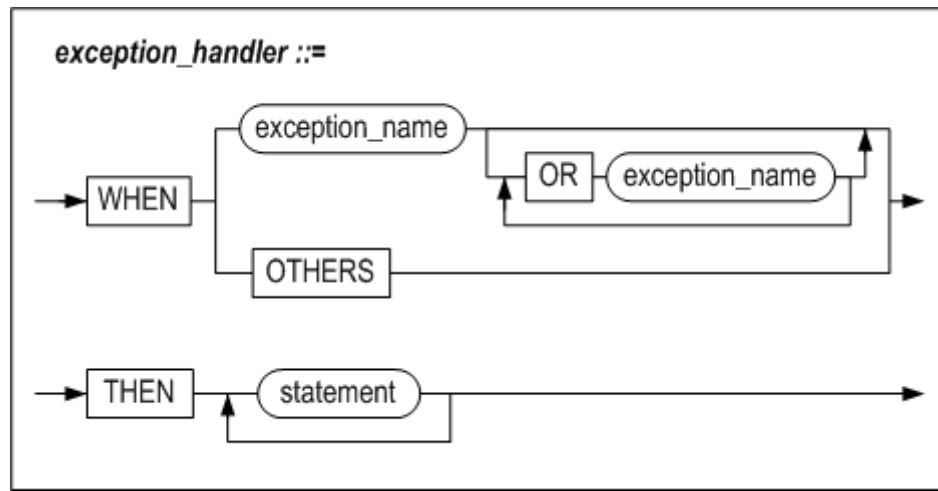 exception_handler ::=
exception_name
OR exception_name
WHEN
OTHERS
THEN statement